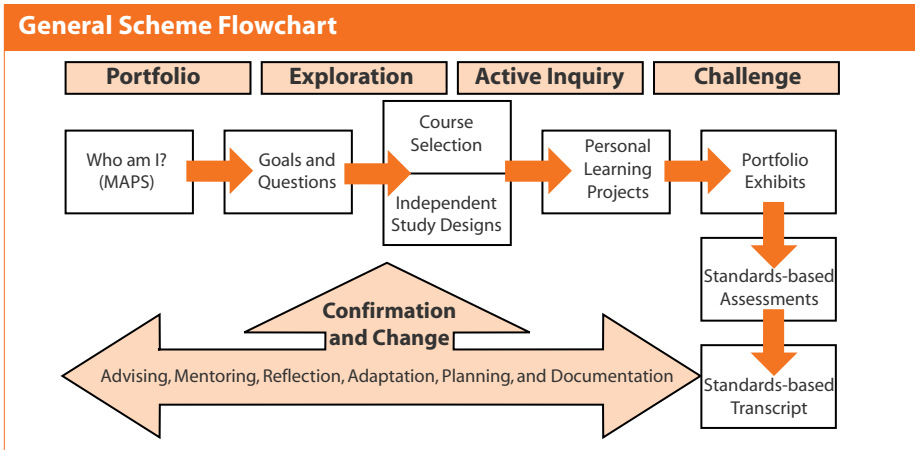 General Scheme Flowchart
Portfolio
Exploration
Active Inquiry
Challenge
Who am I?
(MAPS)
Goals and
Questions
Course
Selection
Independent
Study Designs
Personal
Learning
Projects
Portfolio
Exhibits
Standards-based
Assessments
Standards-based
Transcript
Confirmation
and Change
Advising, Mentoring, Reflection, Adaptation, Planning, and Documentation